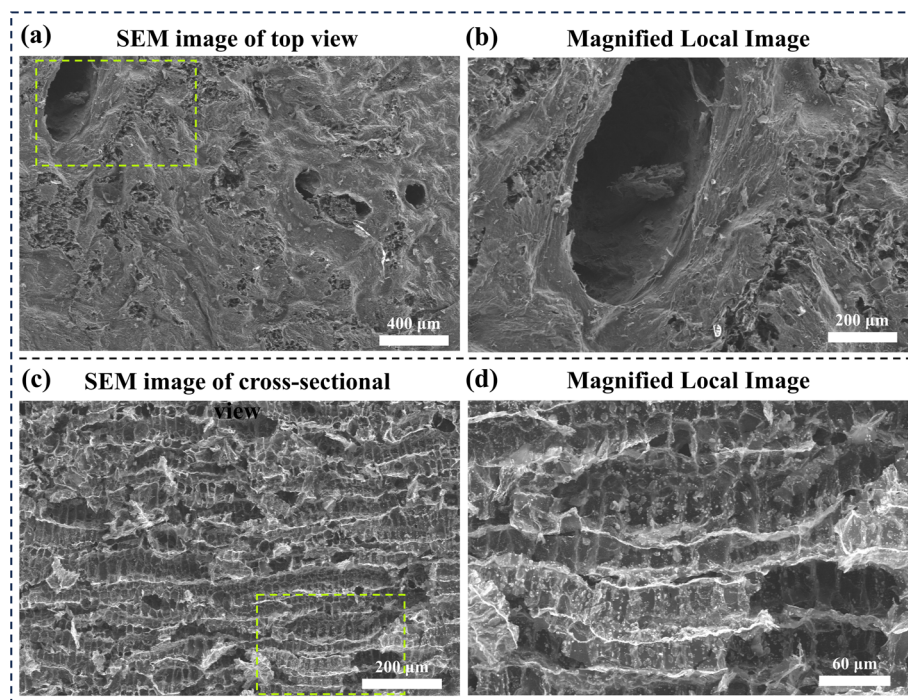 (a) SEM image of top view
(b) Magnified Local Image
400 μm
200 μm
(c) SEM image of cross-sectional
view
(d) Magnified Local Image
200 μm
60 μm